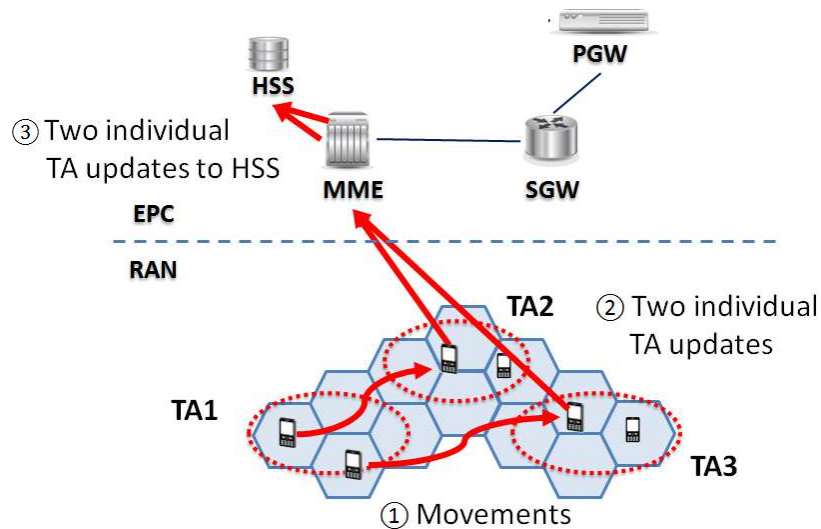 PGW
HSS
③ Two individual
TA updates to HSS
MME
SGW
EPC
RAN
TA2
② Two individual
TA updates
TA1
TA3
① Movements